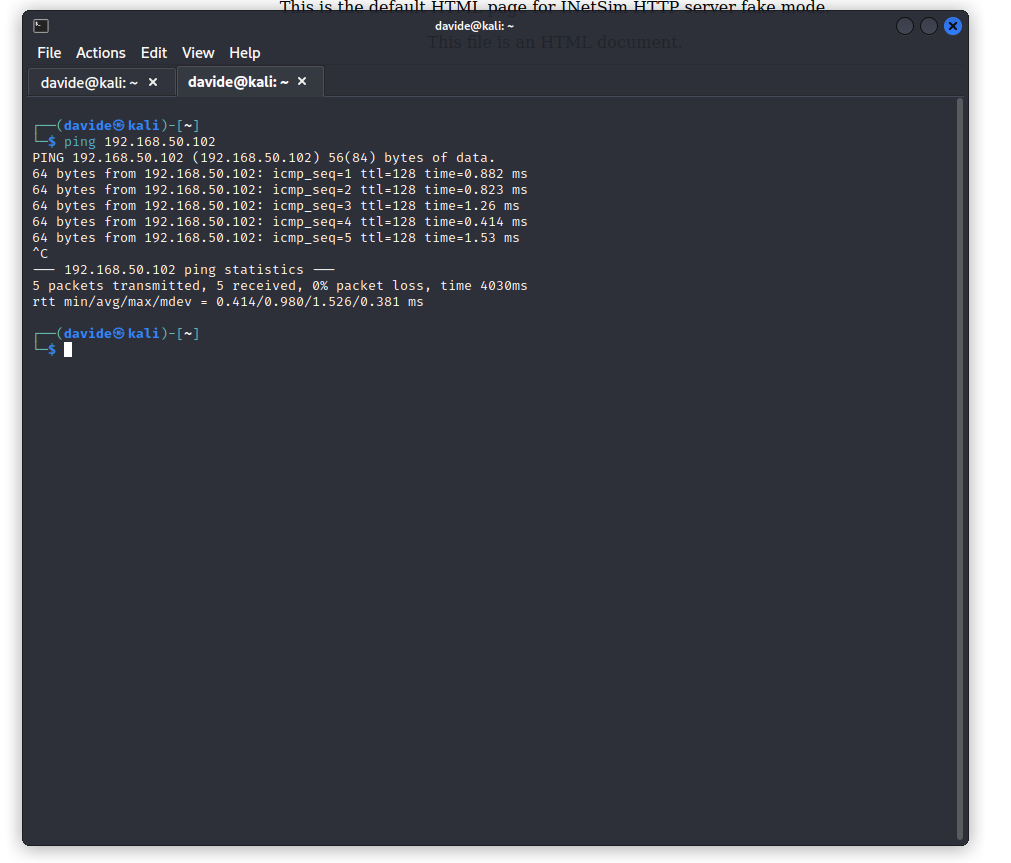 This is the default HTML page for INetSim HTTP server fake mode.
davide@kali: ~
This file is an HTML document.
File Actions Edit View Help
davide@kali: ~ × davide@kali: ~ ×
┌──(davide㉿kali)-[~]
└─$ ping 192.168.50.102
PING 192.168.50.102 (192.168.50.102) 56(84) bytes of data.
64 bytes from 192.168.50.102: icmp_seq=1 ttl=128 time=0.882 ms
64 bytes from 192.168.50.102: icmp_seq=2 ttl=128 time=0.823 ms
64 bytes from 192.168.50.102: icmp_seq=3 ttl=128 time=1.26 ms
64 bytes from 192.168.50.102: icmp_seq=4 ttl=128 time=0.414 ms
64 bytes from 192.168.50.102: icmp_seq=5 ttl=128 time=1.53 ms
^C
--- 192.168.50.102 ping statistics ---
5 packets transmitted, 5 received, 0% packet loss, time 4030ms
rtt min/avg/max/mdev = 0.414/0.980/1.526/0.381 ms
┌──(davide㉿kali)-[~]
└─$